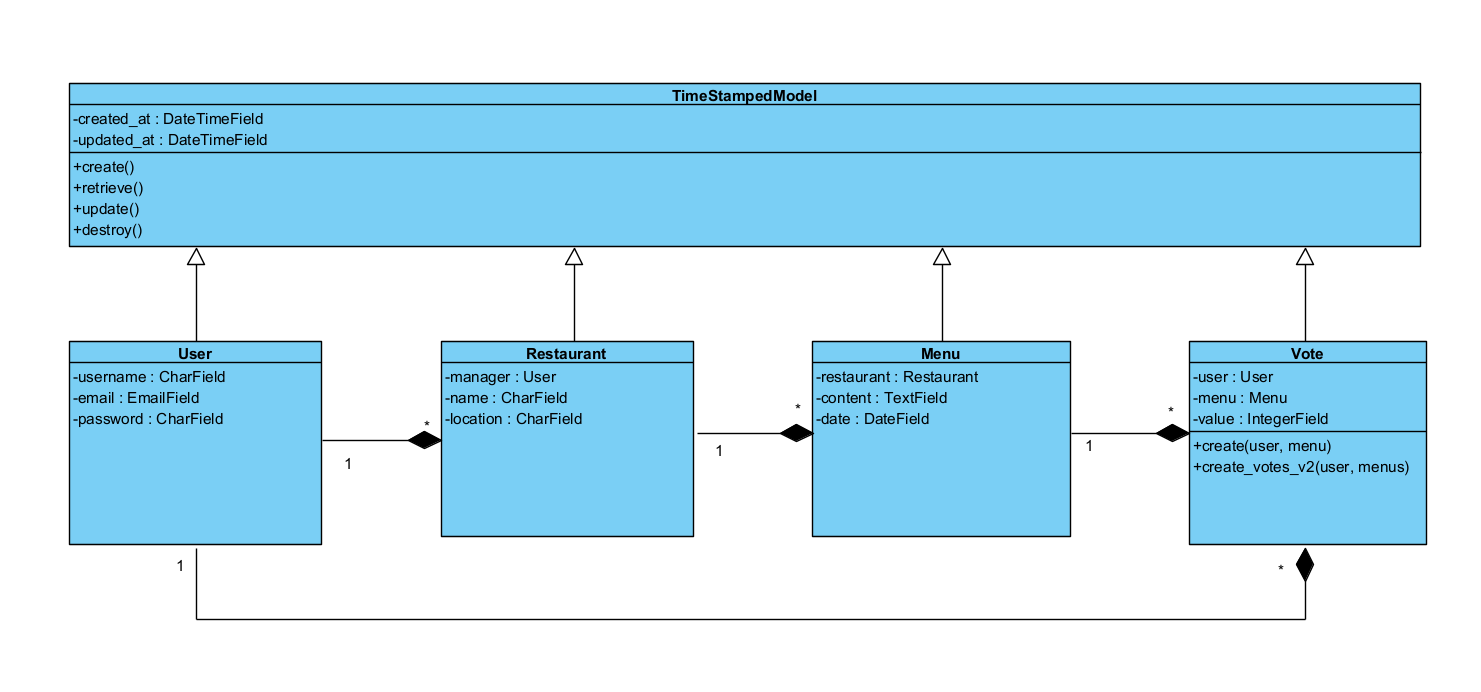 TimeStampedModel
-created_at : DateTimeField
-updated_at : DateTimeField
+create()
+retrieve()
+update()
+destroy()
User
-username : CharField
-email : EmailField
-password : CharField
Restaurant
-manager : User
-name : CharField
-location : CharField
Menu
-restaurant : Restaurant
-content : TextField
-date : DateField
Vote
-user : User
-menu : Menu
-value : IntegerField
+create(user, menu)
+create_votes_v2(user, menus)
*
1
*
1
*
1
1
*